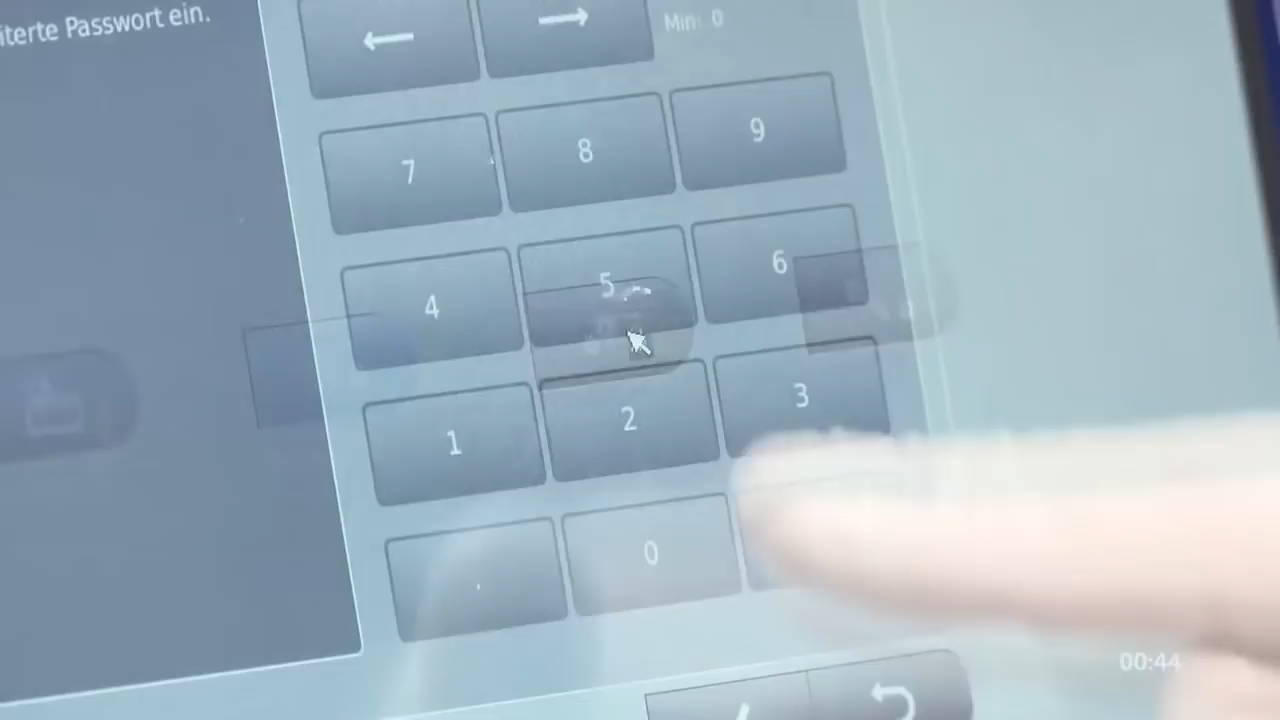 iterte Passwort ein.
← →
Min: 0
7 8 9
4 5 6
1 2 3
. 0
00:44